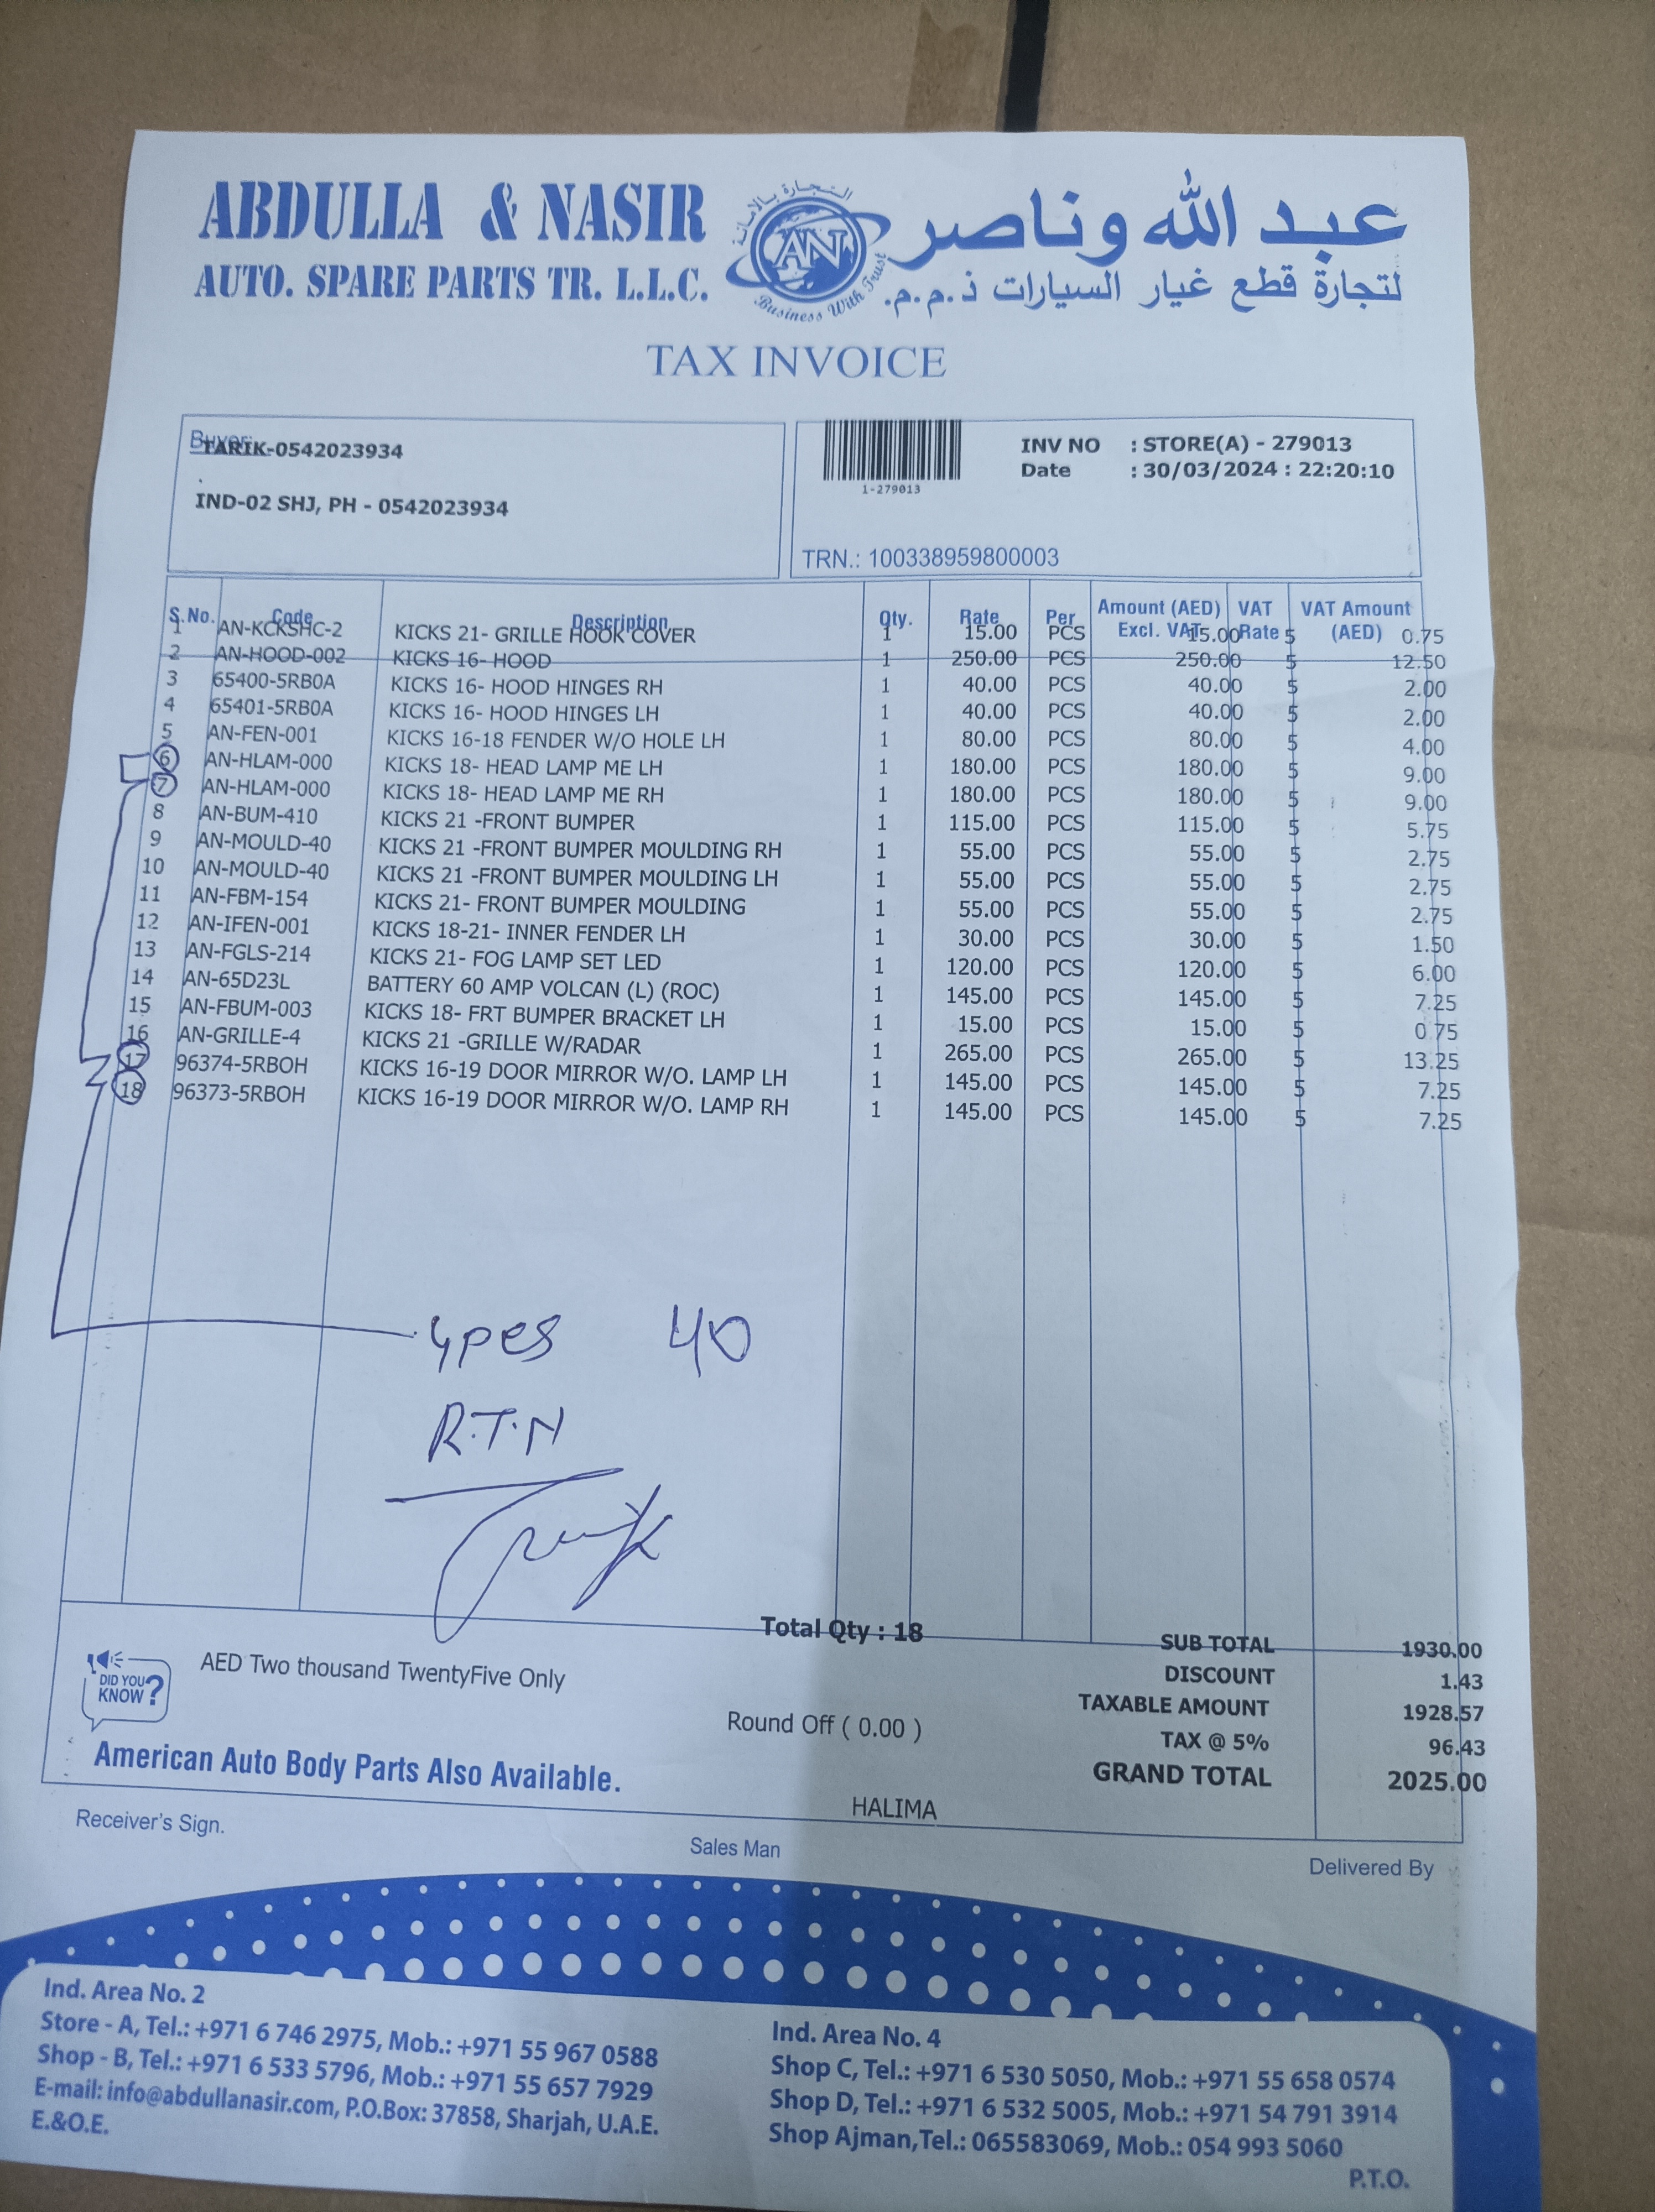 ABDULLA & NASIR
AUTO. SPARE PARTS TR. L.L.C.
التجارة بالامانة
AN
Business With Trust
عبد الله وناصر
لتجارة قطع غيار السيارات ذ.م.م.
TAX INVOICE
Buyer:
TARIK-0542023934
.
IND-02 SHJ, PH - 0542023934
1-279013
INV NO : STORE(A) - 279013
Date : 30/03/2024 : 22:20:10
TRN.: 100338959800003
S.No. Code Description Qty. Rate Per Amount (AED) Excl. VAT VAT Rate VAT Amount (AED)
1 AN-KCKSHC-2 KICKS 21- GRILLE HOOK COVER 1 15.00 PCS 15.00 5 0.75
2 AN-HOOD-002 KICKS 16- HOOD 1 250.00 PCS 250.00 5 12.50
3 65400-5RB0A KICKS 16- HOOD HINGES RH 1 40.00 PCS 40.00 5 2.00
4 65401-5RB0A KICKS 16- HOOD HINGES LH 1 40.00 PCS 40.00 5 2.00
5 AN-FEN-001 KICKS 16-18 FENDER W/O HOLE LH 1 80.00 PCS 80.00 5 4.00
6 AN-HLAM-000 KICKS 18- HEAD LAMP ME LH 1 180.00 PCS 180.00 5 9.00
7 AN-HLAM-000 KICKS 18- HEAD LAMP ME RH 1 180.00 PCS 180.00 5 9.00
8 AN-BUM-410 KICKS 21 -FRONT BUMPER 1 115.00 PCS 115.00 5 5.75
9 AN-MOULD-40 KICKS 21 -FRONT BUMPER MOULDING RH 1 55.00 PCS 55.00 5 2.75
10 AN-MOULD-40 KICKS 21 -FRONT BUMPER MOULDING LH 1 55.00 PCS 55.00 5 2.75
11 AN-FBM-154 KICKS 21- FRONT BUMPER MOULDING 1 55.00 PCS 55.00 5 2.75
12 AN-IFEN-001 KICKS 18-21- INNER FENDER LH 1 30.00 PCS 30.00 5 1.50
13 AN-FGLS-214 KICKS 21- FOG LAMP SET LED 1 120.00 PCS 120.00 5 6.00
14 AN-65D23L BATTERY 60 AMP VOLCAN (L) (ROC) 1 145.00 PCS 145.00 5 7.25
15 AN-FBUM-003 KICKS 18- FRT BUMPER BRACKET LH 1 15.00 PCS 15.00 5 0.75
16 AN-GRILLE-4 KICKS 21 -GRILLE W/RADAR 1 265.00 PCS 265.00 5 13.25
17 96374-5RBOH KICKS 16-19 DOOR MIRROR W/O. LAMP LH 1 145.00 PCS 145.00 5 7.25
18 96373-5RBOH KICKS 16-19 DOOR MIRROR W/O. LAMP RH 1 145.00 PCS 145.00 5 7.25
4pes 40
R.T.N
Total Qty : 18
SUB TOTAL 1930.00
DISCOUNT 1.43
TAXABLE AMOUNT 1928.57
TAX @ 5% 96.43
GRAND TOTAL 2025.00
DID YOU KNOW?
AED Two thousand TwentyFive Only
Round Off ( 0.00 )
American Auto Body Parts Also Available.
HALIMA
Receiver's Sign.
Sales Man
Delivered By
Ind. Area No. 2
Store - A, Tel.: +971 6 746 2975, Mob.: +971 55 967 0588
Shop - B, Tel.: +971 6 533 5796, Mob.: +971 55 657 7929
E-mail: info@abdullanasir.com, P.O.Box: 37858, Sharjah, U.A.E.
E.&O.E.
Ind. Area No. 4
Shop C, Tel.: +971 6 530 5050, Mob.: +971 55 658 0574
Shop D, Tel.: +971 6 532 5005, Mob.: +971 54 791 3914
Shop Ajman,Tel.: 065583069, Mob.: 054 993 5060
P.T.O.